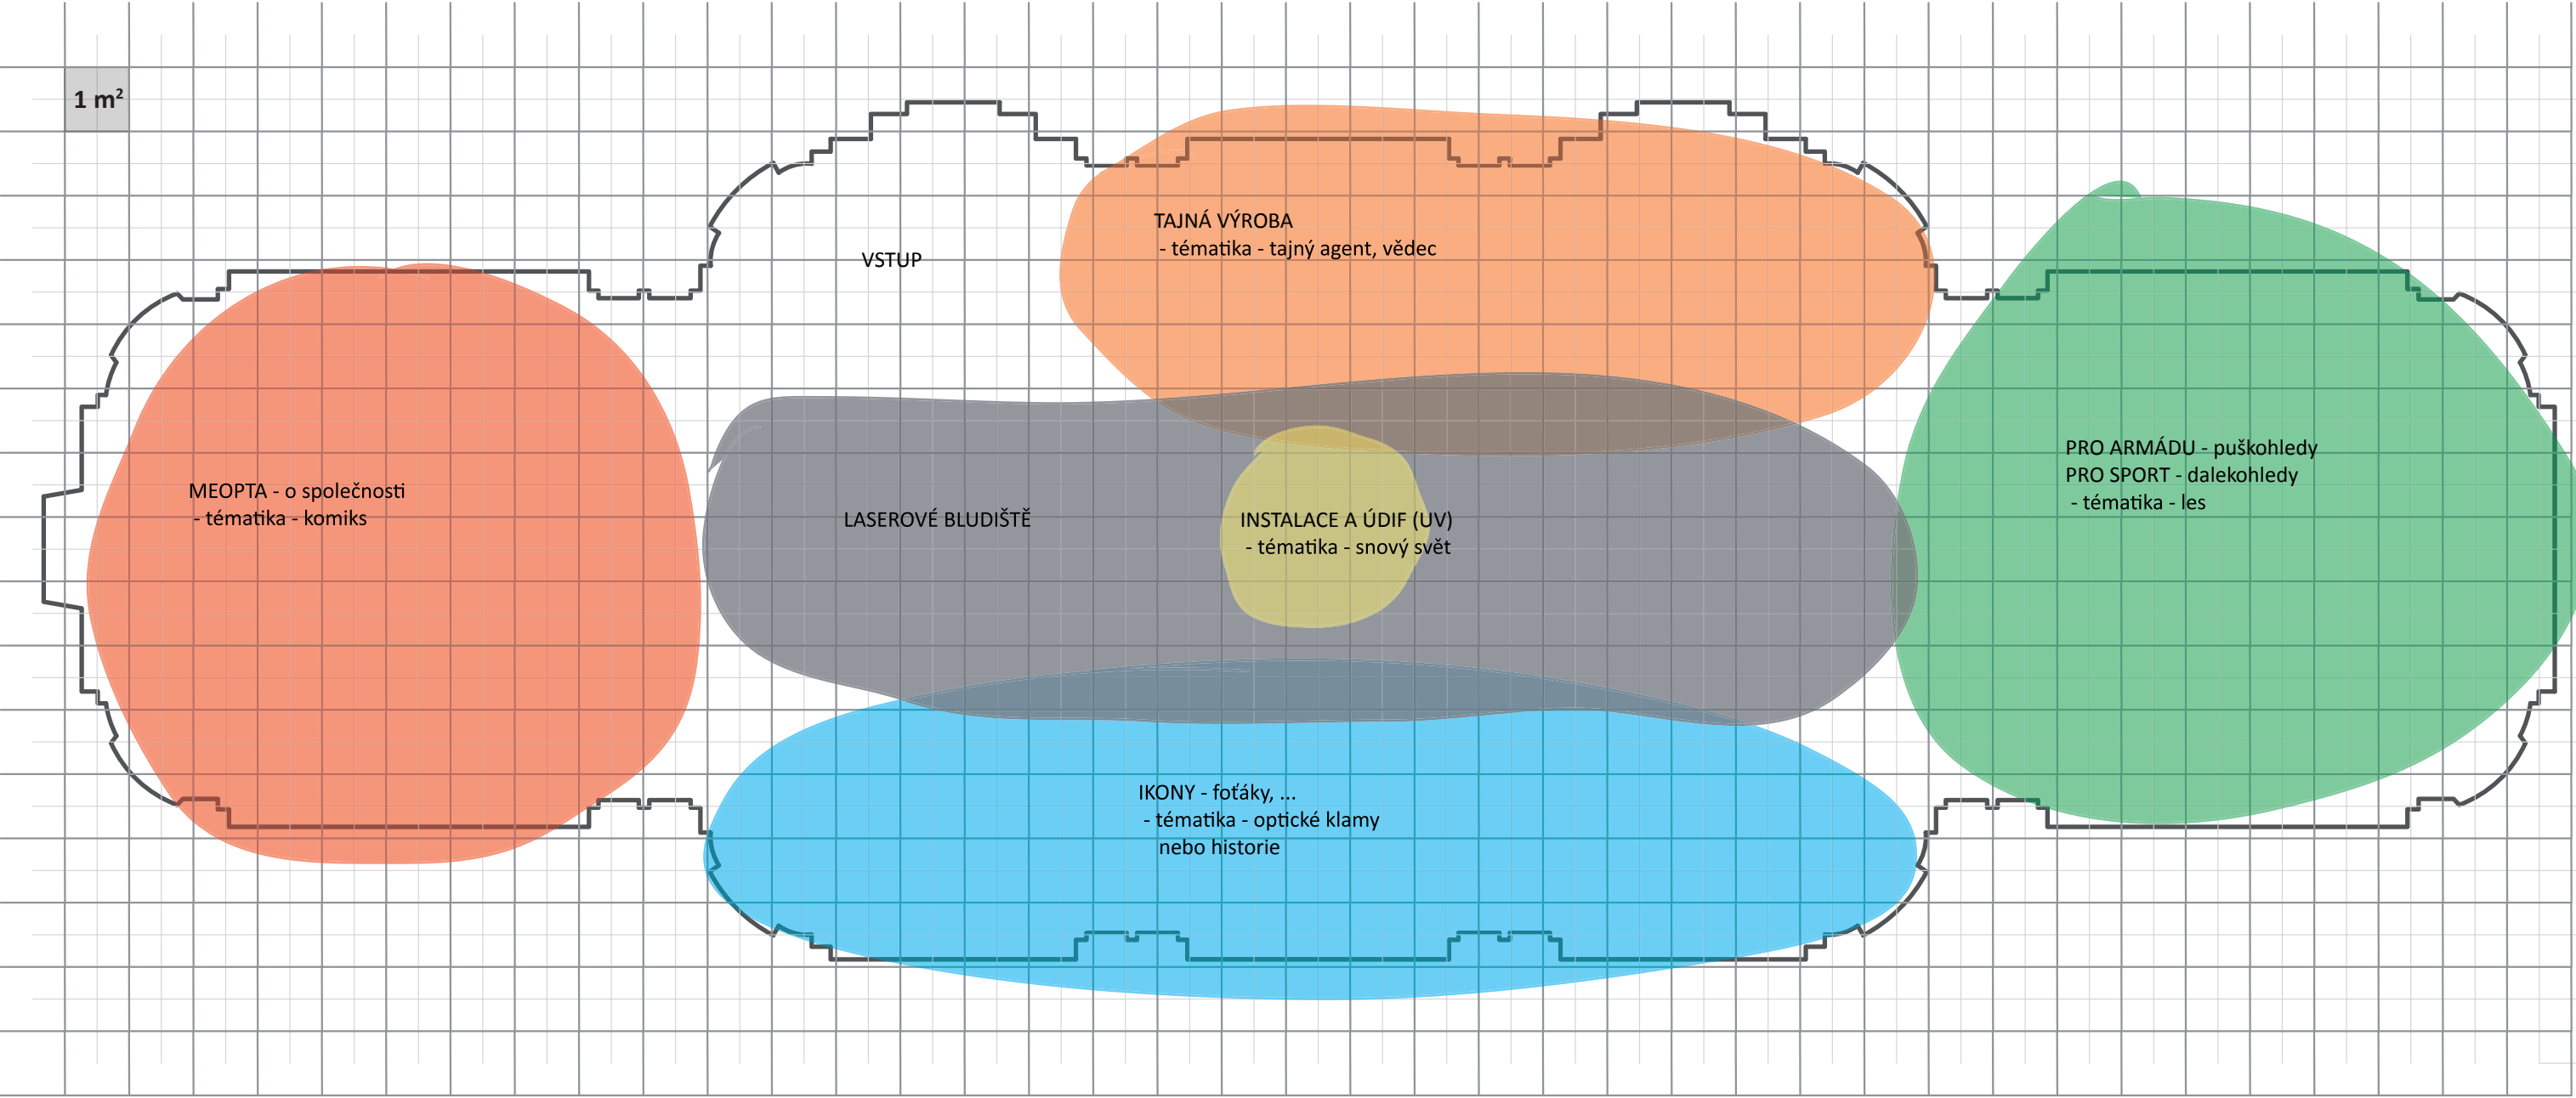 1 m²
VSTUP
TAJNÁ VÝROBA
- tématika - tajný agent, vědec
MEOPTA - o společnosti
- tématika - komiks
LASEROVÉ BLUDIŠTĚ
INSTALACE A ÚDIF (UV)
- tématika - snový svět
PRO ARMÁDU - puškohledy
PRO SPORT - dalekohledy
- tématika - les
IKONY - foťáky, ...
- tématika - optické klamy
nebo historie